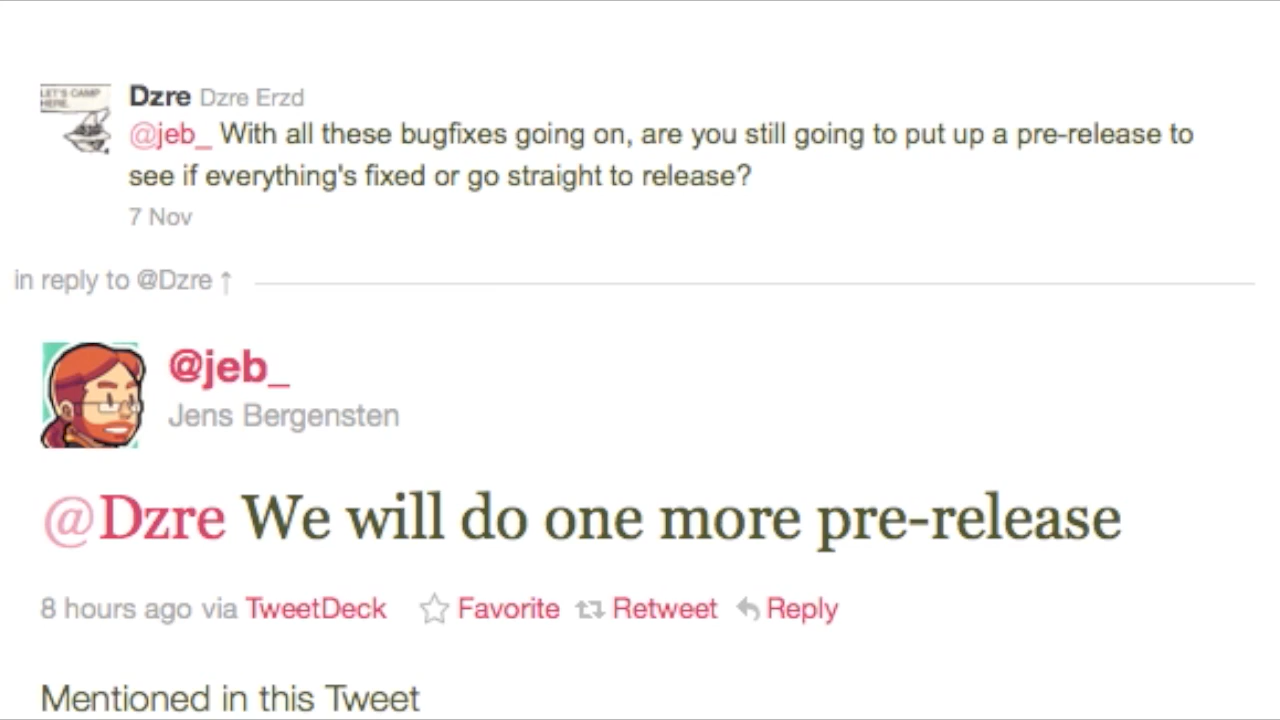 LET'S CAMP
HERE.
Dzre Dzre Erzd
@jeb_ With all these bugfixes going on, are you still going to put up a pre-release to
see if everything's fixed or go straight to release?
7 Nov
in reply to @Dzre ↑
@jeb_
Jens Bergensten
@Dzre We will do one more pre-release
8 hours ago via TweetDeck Favorite Retweet Reply
Mentioned in this Tweet